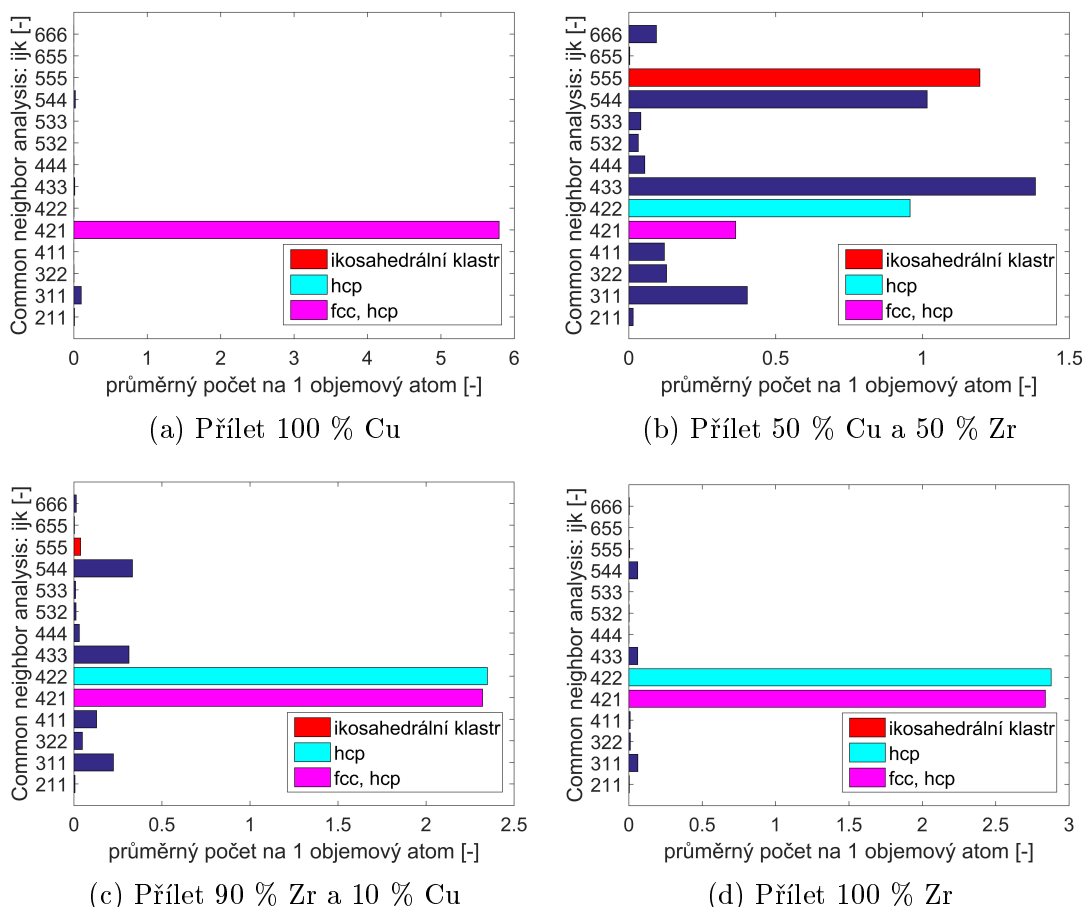 Common neighbor analysis: ijk [-]
666
655
555
544
533
532
444
433
422
421
411
322
311
211
ikosahedrální klastr
hcp
fcc, hcp
0 1 2 3 4 5 6
průměrný počet na 1 objemový atom [-]
(a) Přílet 100 % Cu
Common neighbor analysis: ijk [-]
666
655
555
544
533
532
444
433
422
421
411
322
311
211
ikosahedrální klastr
hcp
fcc, hcp
0 0.5 1 1.5
průměrný počet na 1 objemový atom [-]
(b) Přílet 50 % Cu a 50 % Zr
Common neighbor analysis: ijk [-]
666
655
555
544
533
532
444
433
422
421
411
322
311
211
ikosahedrální klastr
hcp
fcc, hcp
0 0.5 1 1.5 2 2.5
průměrný počet na 1 objemový atom [-]
(c) Přílet 90 % Zr a 10 % Cu
Common neighbor analysis: ijk [-]
666
655
555
544
533
532
444
433
422
421
411
322
311
211
ikosahedrální klastr
hcp
fcc, hcp
0 0.5 1 1.5 2 2.5 3
průměrný počet na 1 objemový atom [-]
(d) Přílet 100 % Zr